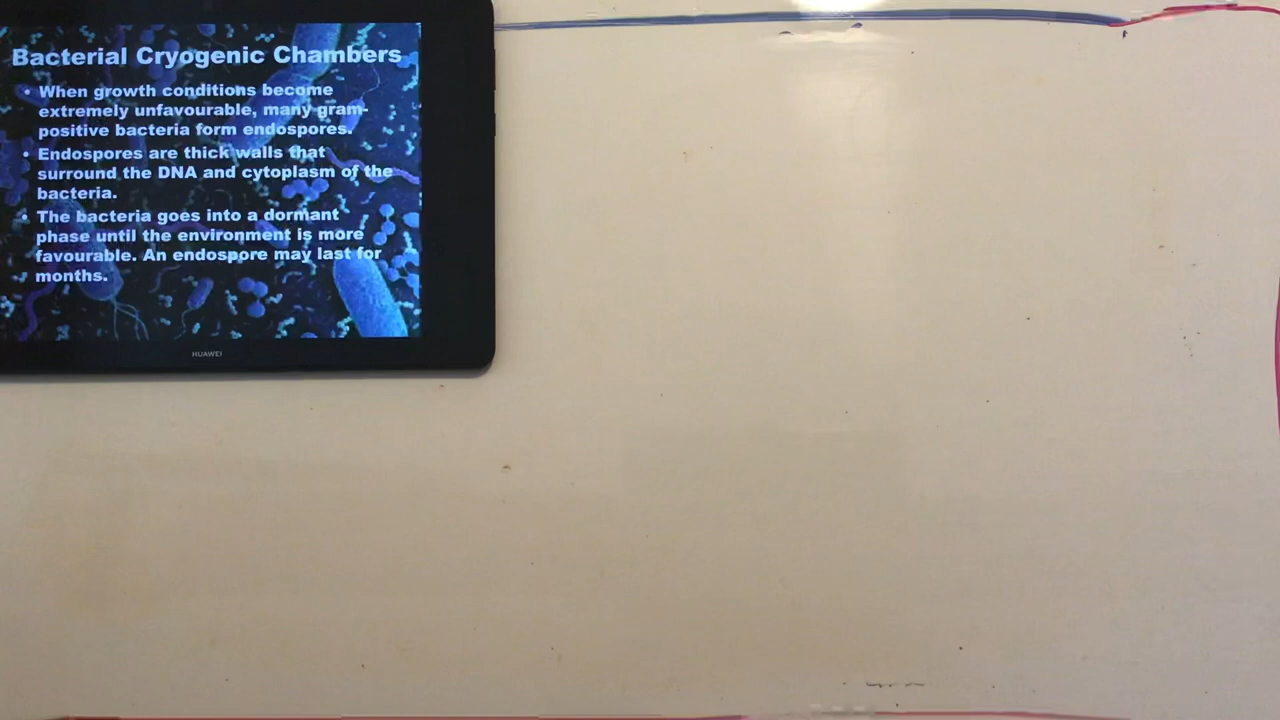 Bacterial Cryogenic Chambers
• When growth conditions become
extremely unfavourable, many gram-
positive bacteria form endospores.
• Endospores are thick walls that
surround the DNA and cytoplasm of the
bacteria.
• The bacteria goes into a dormant
phase until the environment is more
favourable. An endospore may last for
months.
HUAWEI